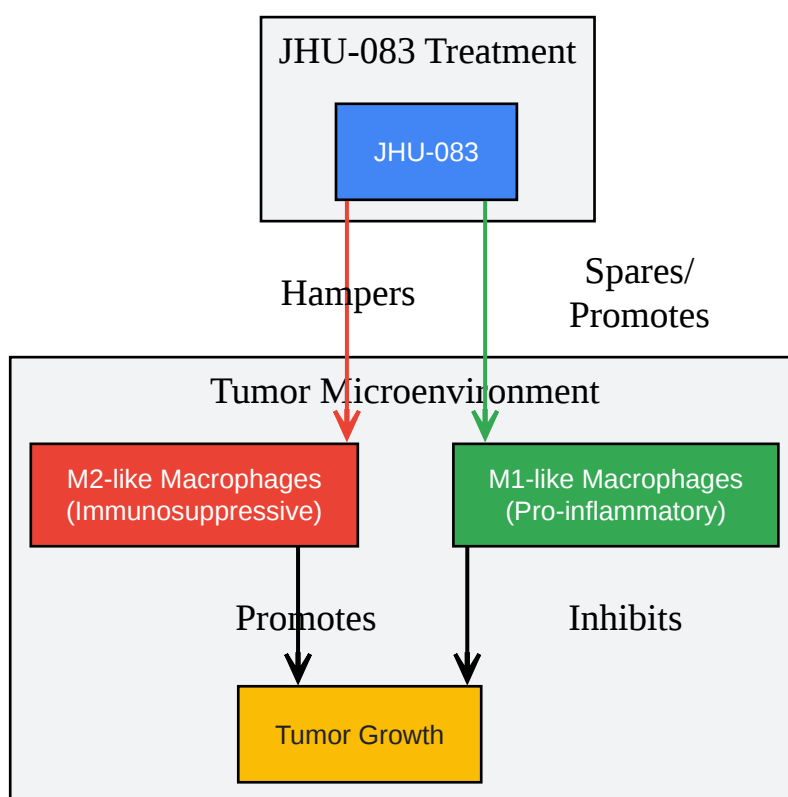 JHU-083 Treatment
JHU-083
Hampers
Spares/
Promotes
Tumor Microenvironment
M2-like Macrophages
(Immunosuppressive)
M1-like Macrophages
(Pro-inflammatory)
Promotes
Inhibits
Tumor Growth